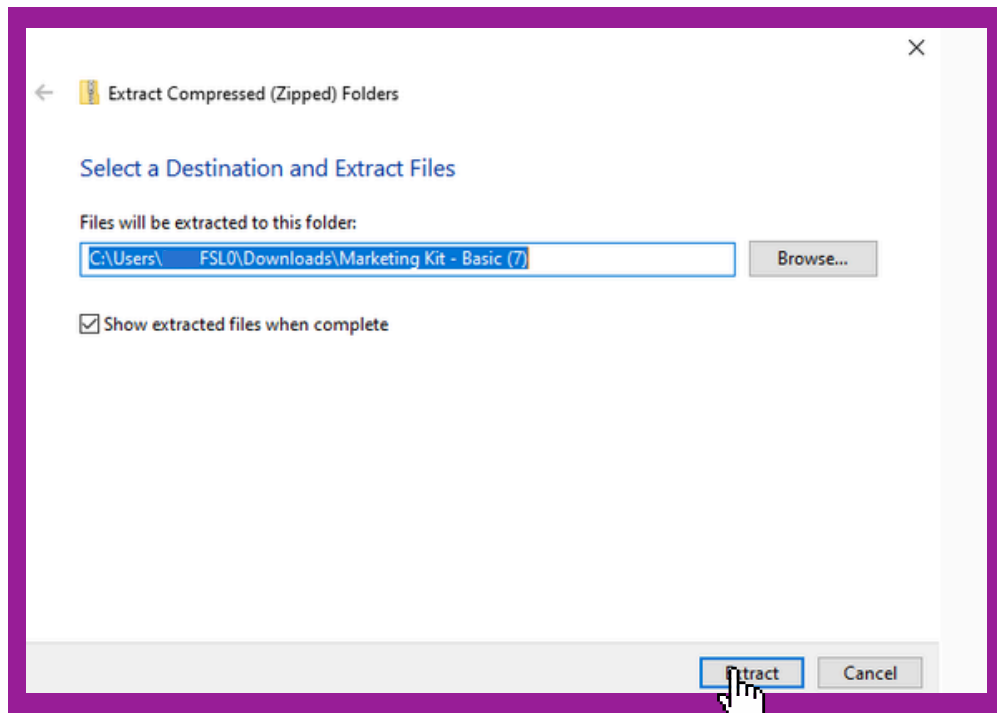 Extract Compressed (Zipped) Folders
Select a Destination and Extract Files
Files will be extracted to this folder:
C:\Users\ FSL0\Downloads\Marketing Kit - Basic (7)
Browse...
Show extracted files when complete
Extract
Cancel